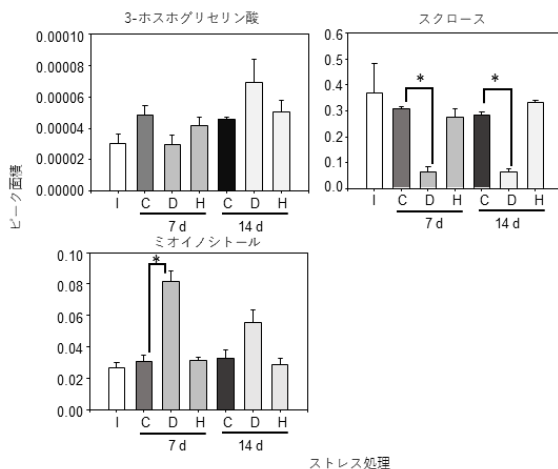 3-ホスホグリセリン酸
0.00010
0.00008
0.00006
0.00004
0.00002
0.00000
I C D H C D H
7 d 14 d
スクロース
0.6
0.5
0.4
0.3
0.2
0.1
0.0
* *
I C D H C D H
7 d 14 d
ピーク面積
ミオイノシトール
0.10
0.08
0.06
0.04
0.02
0.00
*
I C D H C D H
7 d 14 d
ストレス処理